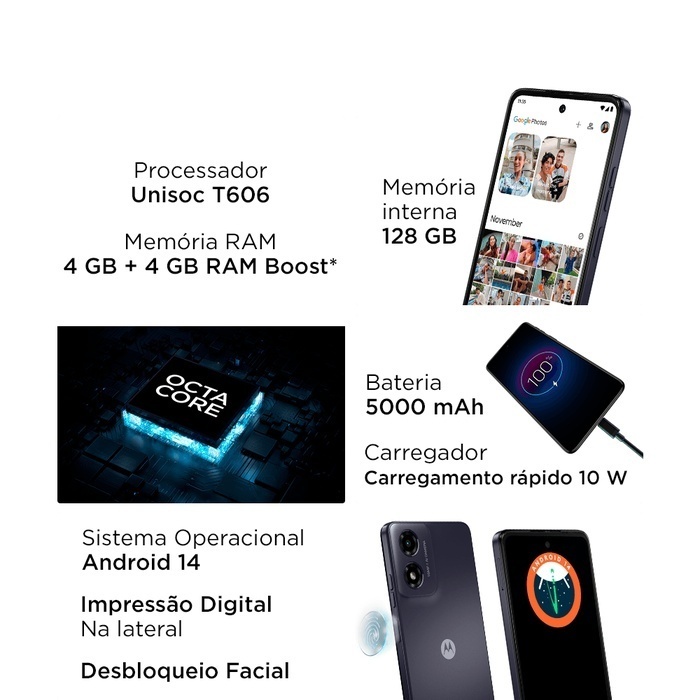 Processador
Unisoc T606
Memória RAM
4 GB + 4 GB RAM Boost*
Memória
interna
128 GB
11:35
Google Photos
November
OCTA
CORE
Bateria
5000 mAh
100%
Carregador
Carregamento rápido 10 W
Sistema Operacional
Android 14
Impressão Digital
Na lateral
Desbloqueio Facial
ANDROID 14